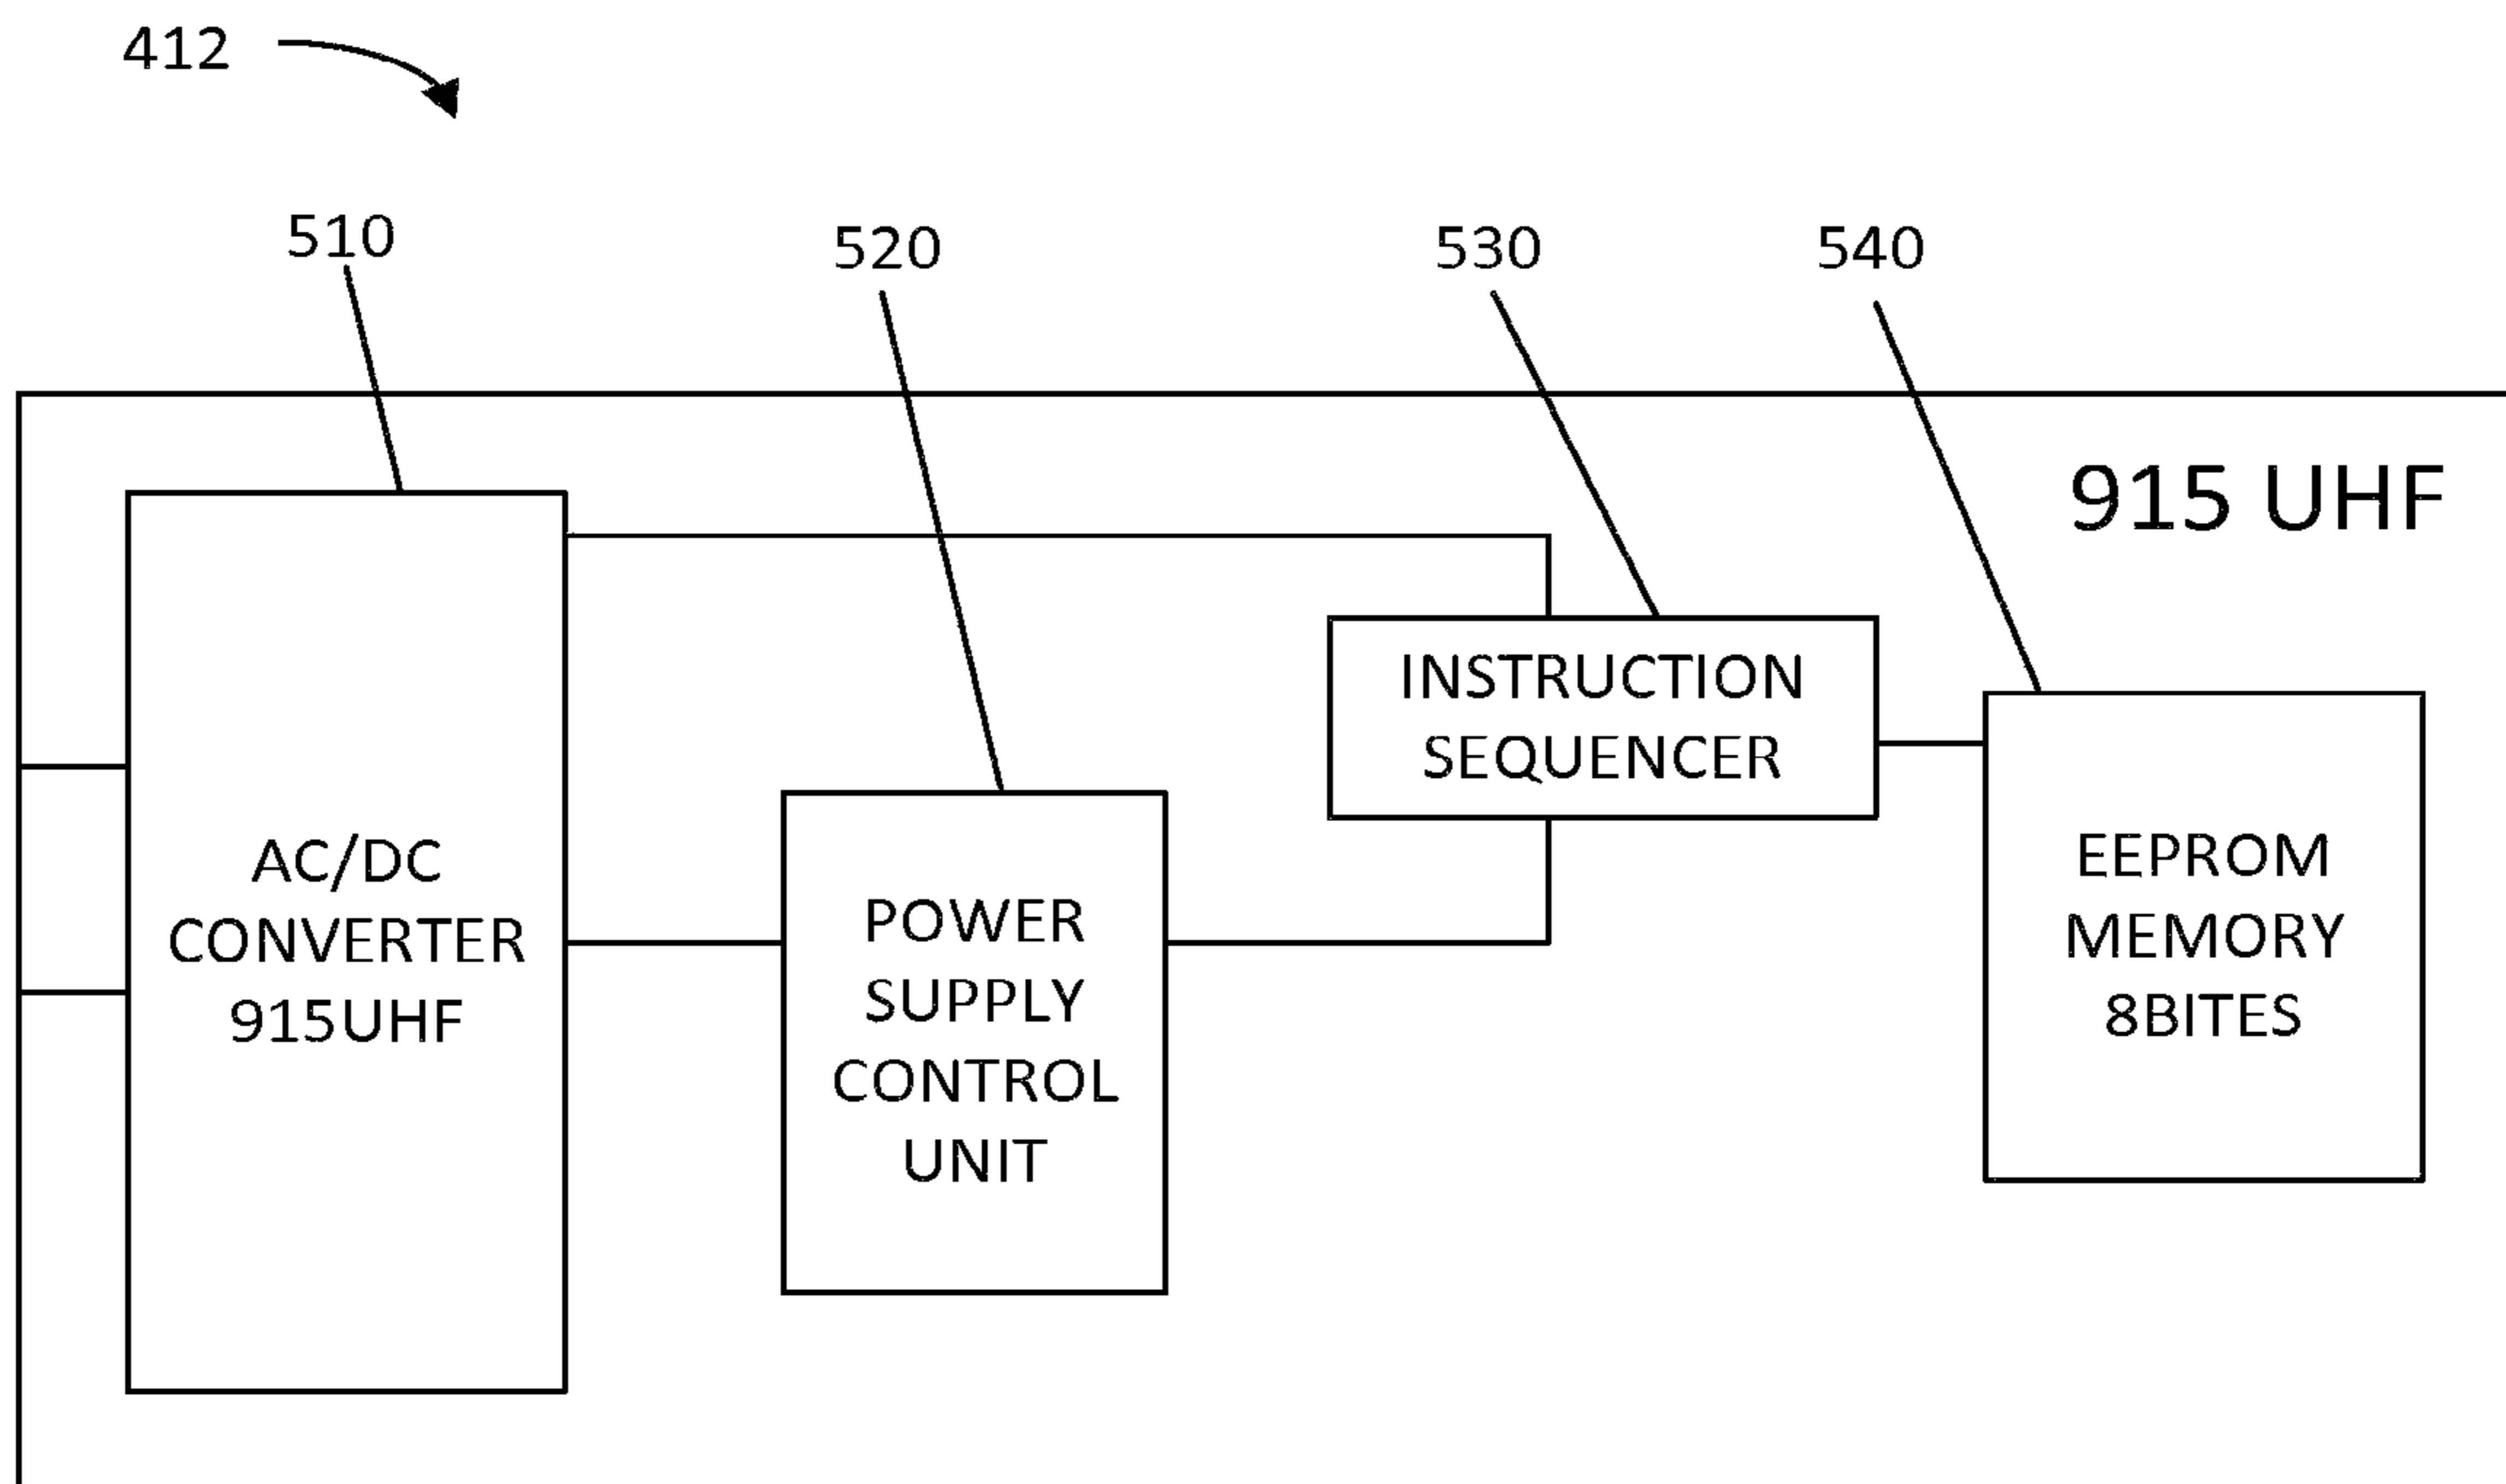 412
510
520
530
540
915 UHF
INSTRUCTION
SEQUENCER
AC/DC
CONVERTER
915UHF
POWER
SUPPLY
CONTROL
UNIT
EEPROM
MEMORY
8BITES